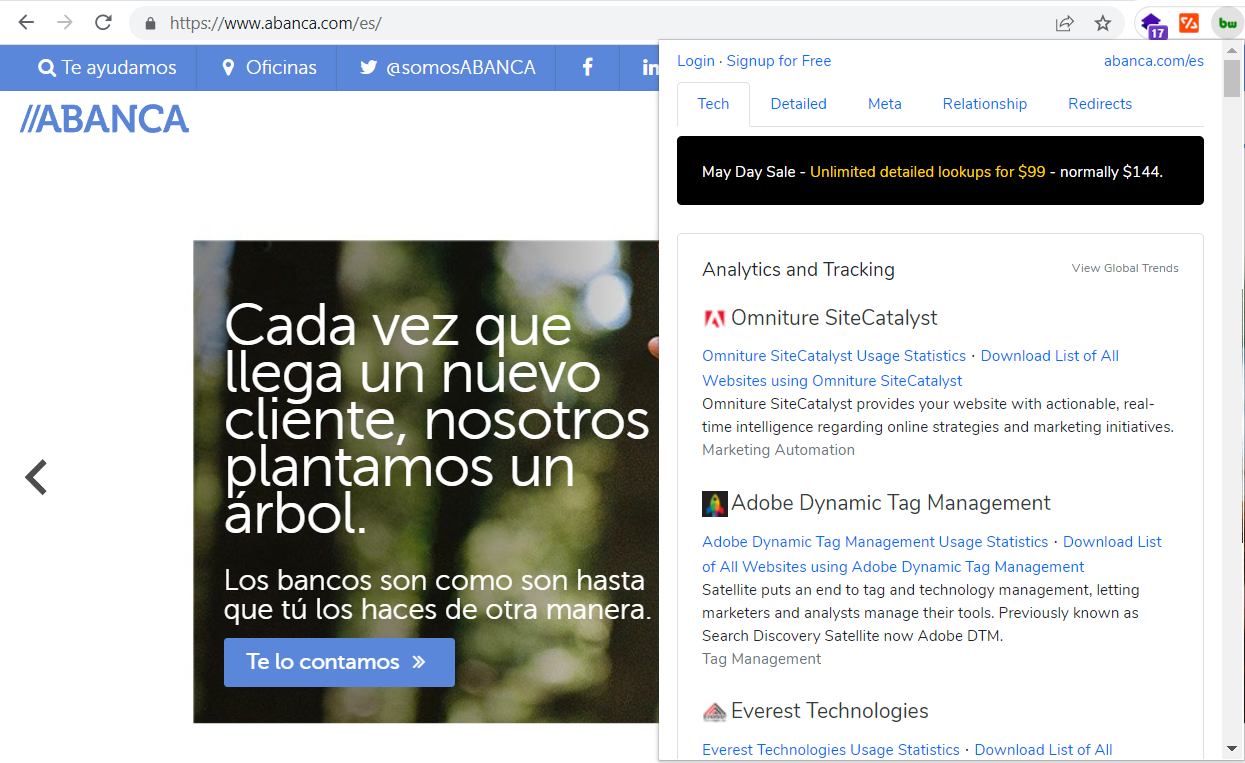 https://www.abanca.com/es/
17
bw
Te ayudamos
Oficinas
@somosABANCA
f
in
//ABANCA
Cada vez que
llega un nuevo
cliente, nosotros
plantamos un
árbol.
Los bancos son como son hasta
que tú los haces de otra manera.
Te lo contamos »
Login · Signup for Free
abanca.com/es
Tech
Detailed
Meta
Relationship
Redirects
May Day Sale - Unlimited detailed lookups for $99 - normally $144.
Analytics and Tracking
View Global Trends
Omniture SiteCatalyst
Omniture SiteCatalyst Usage Statistics · Download List of All
Websites using Omniture SiteCatalyst
Omniture SiteCatalyst provides your website with actionable, real-
time intelligence regarding online strategies and marketing initiatives.
Marketing Automation
Adobe Dynamic Tag Management
Adobe Dynamic Tag Management Usage Statistics · Download List
of All Websites using Adobe Dynamic Tag Management
Satellite puts an end to tag and technology management, letting
marketers and analysts manage their tools. Previously known as
Search Discovery Satellite now Adobe DTM.
Tag Management
Everest Technologies
Everest Technologies Usage Statistics · Download List of All